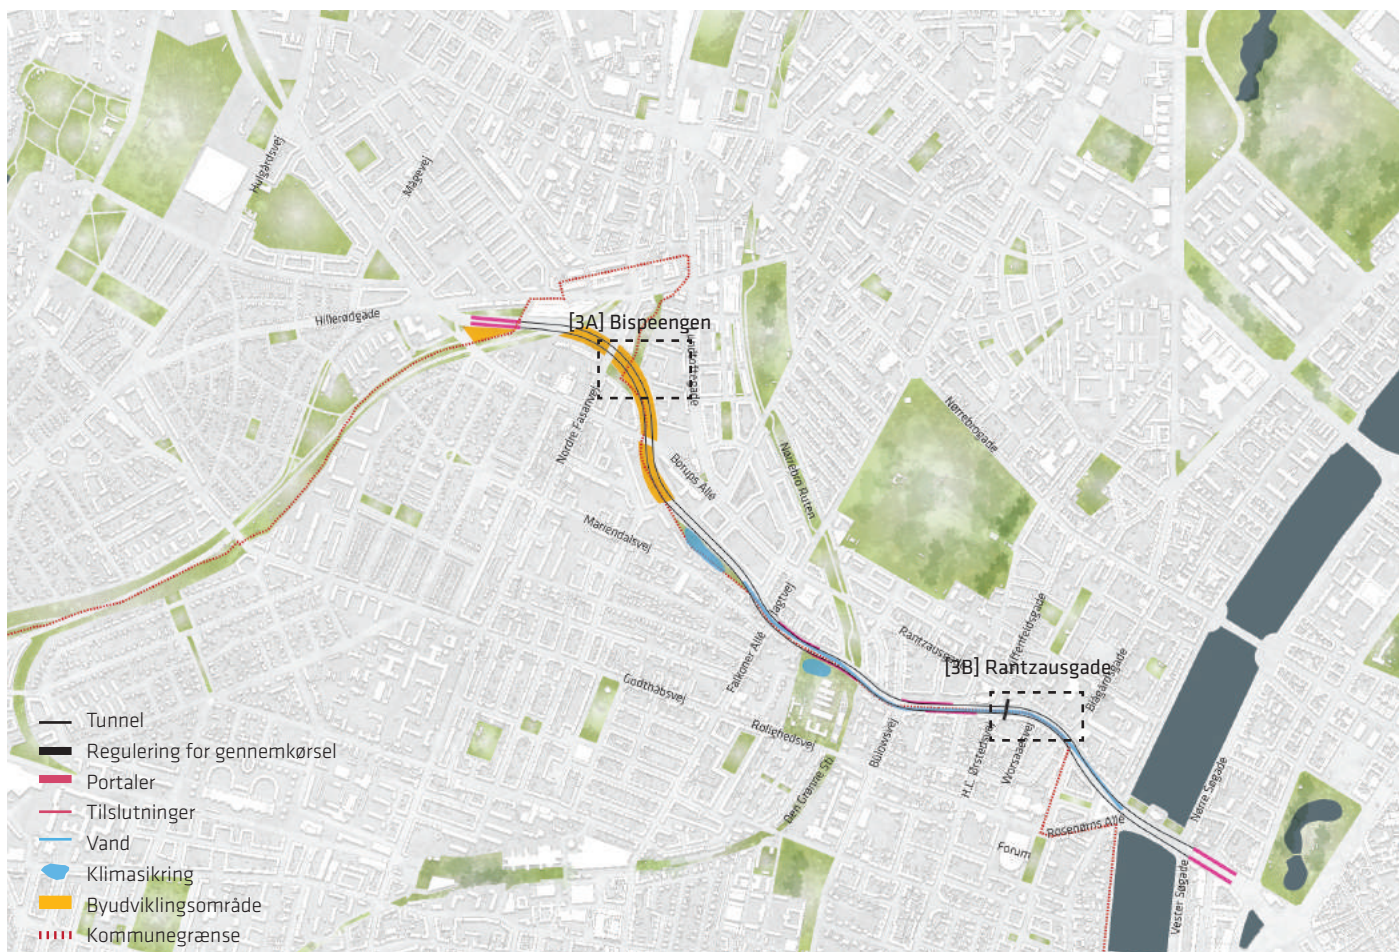 Hulgårdsvej
Mågevej
Hillerødgade
[3A] Bispeengen
Nordre Fasanvej
Borups Allé
Nørrebro Ruten
Nørrebrogade
Mariendalsvej
Jagtvej
Falkoner Allé
Godthåbsvej
Rolighedsvej
Bülowsvej
Den Grønne Sti
[3B] Rantzausgade
H.C. Ørstedsvej
Worsaaesvej
Blågårdsgade
Rosenørns Allé
Forum
Nørre Søgade
Vester Søgade
Tunnel
Regulering for gennemkørsel
Portaler
Tilslutninger
Vand
Klimasikring
Byudviklingsområde
Kommunegrænse